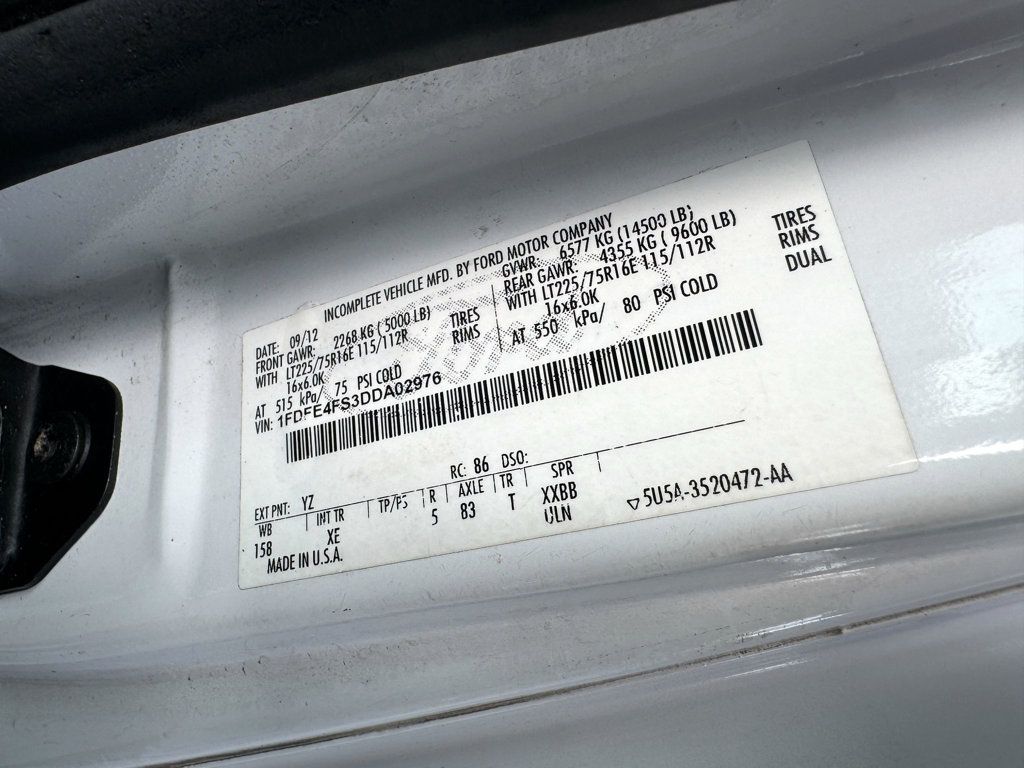 INCOMPLETE VEHICLE MFD. BY FORD MOTOR COMPANY
DATE: 09/12 GVWR: 6577 KG (14500 LB)
FRONT GAWR: 2268 KG (5000 LB) REAR GAWR: 4355 KG ( 9600 LB)
WITH LT225/75R16E 115/112R TIRES WITH LT225/75R16E 115/112R TIRES
16x6.0K RIMS 16x6.0K RIMS
AT 515 kPa/ 75 PSI COLD AT 550 kPa/ 80 PSI COLD DUAL
VIN: 1FDFE4FS3DDA02976
EXT PNT: YZ RC: 86 DSO:
WB INT TR TP/PS R AXLE TR SPR
158 XE 5 83 T XXBB
ULN
MADE IN U.S.A. ▽5U5A-3520472-AA